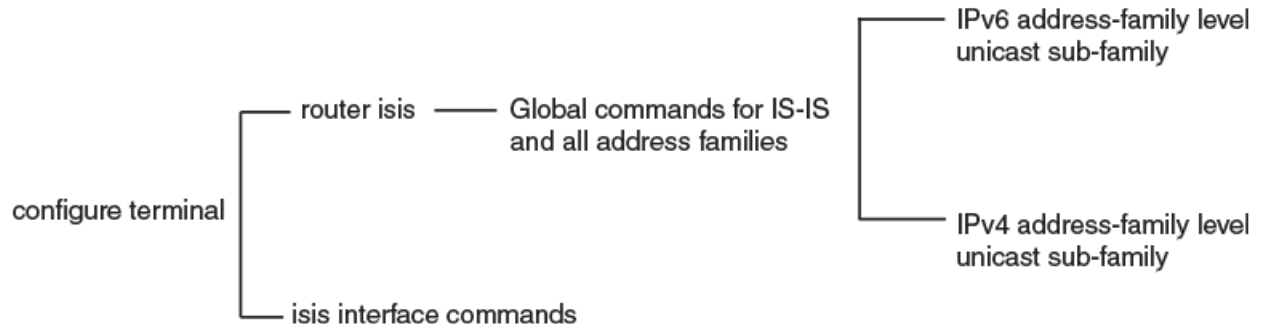 IPv6 address-family level
unicast sub-family
router isis
Global commands for IS-IS
and all address families
configure terminal
IPv4 address-family level
unicast sub-family
isis interface commands